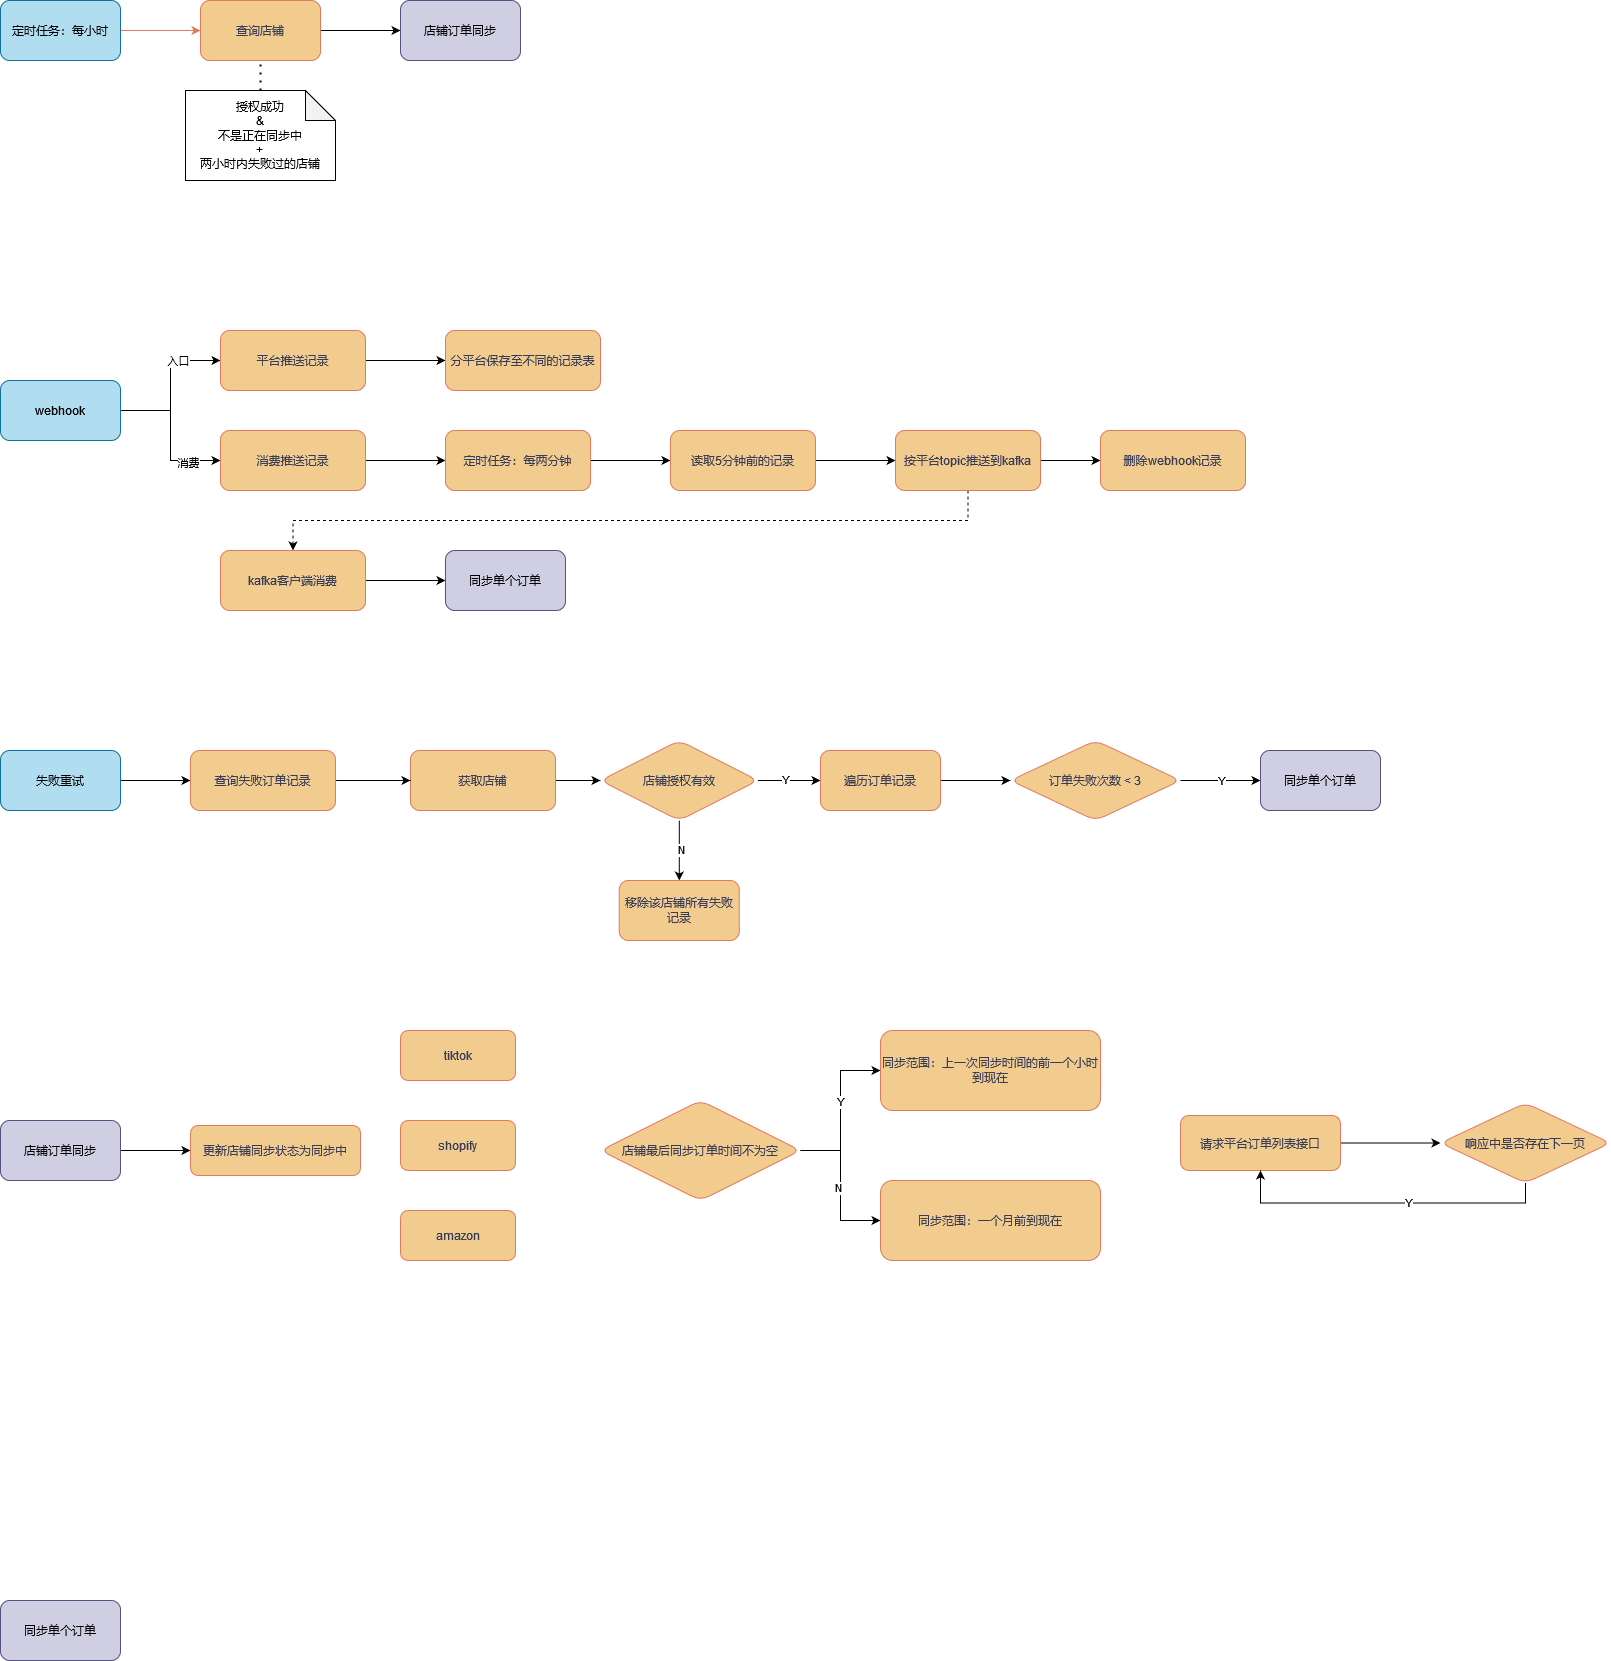 定时任务：每小时
查询店铺
店铺订单同步
授权成功
&
不是正在同步中
+
两小时内失败过的店铺
webhook
入口
平台推送记录
分平台保存至不同的记录表
消费
消费推送记录
定时任务：每两分钟
读取5分钟前的记录
按平台topic推送到kafka
删除webhook记录
kafka客户端消费
同步单个订单
失败重试
查询失败订单记录
获取店铺
店铺授权有效
Y
遍历订单记录
订单失败次数 < 3
Y
同步单个订单
N
移除该店铺所有失败
记录
店铺订单同步
更新店铺同步状态为同步中
tiktok
shopify
amazon
店铺最后同步订单时间不为空
Y
同步范围：上一次同步时间的前一个小时
到现在
N
同步范围：一个月前到现在
请求平台订单列表接口
响应中是否存在下一页
Y
同步单个订单